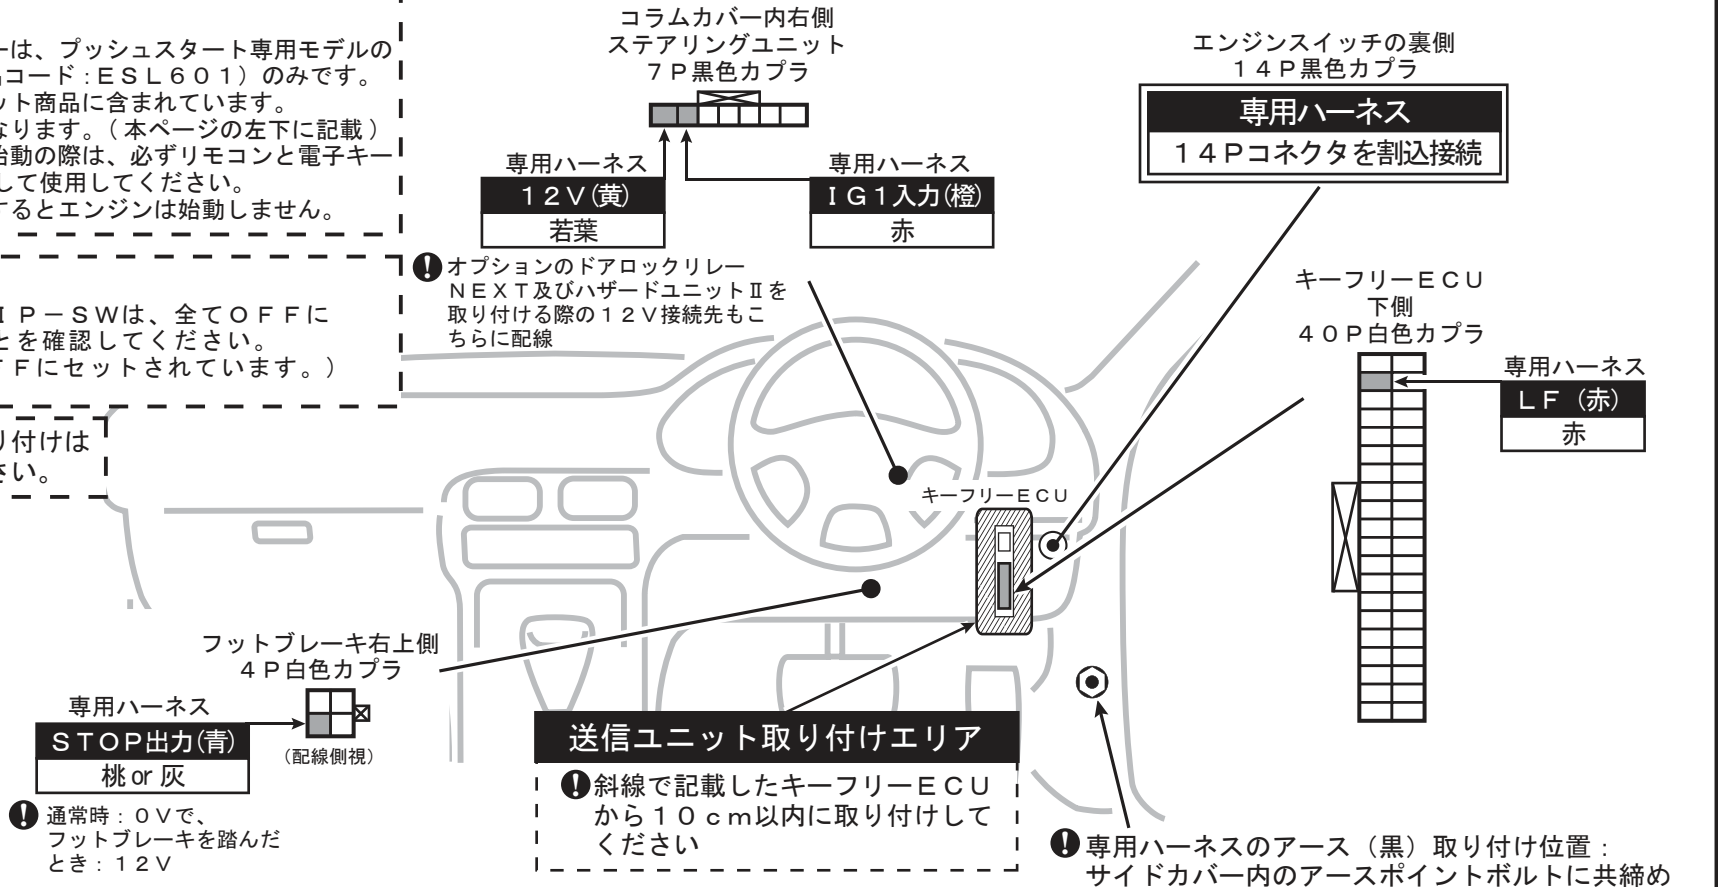 ーは、プッシュスタート専用モデルの
コード:ESL601)のみです。
ット商品に含まれています。
なります。(本ページの左下に記載)
始動の際は、必ずリモコンと電子キー
して使用してください。
するとエンジンは始動しません。
IP-SWは、全てOFFに
とを確認してください。
Fにセットされています。)
り付けは
さい。
コラムカバー内右側
ステアリングユニット
7P黒色カプラ
専用ハーネス
12V(黄)
若葉
専用ハーネス
IG1入力(橙)
赤
! オプションのドアロックリレー
NEXT及びハザードユニットⅡを
取り付ける際の12V接続先もこ
ちらに配線
エンジンスイッチの裏側
14P黒色カプラ
専用ハーネス
14Pコネクタを割込接続
キーフリーECU
下側
40P白色カプラ
専用ハーネス
LF(赤)
赤
キーフリーECU
フットブレーキ右上側
4P白色カプラ
専用ハーネス
STOP出力(青)
桃or灰
(配線側視)
! 通常時:0Vで、
フットブレーキを踏んだ
とき:12V
送信ユニット取り付けエリア
! 斜線で記載したキーフリーECU
から10cm以内に取り付けして
ください
! 専用ハーネスのアース(黒)取り付け位置:
サイドカバー内のアースポイントボルトに共締め